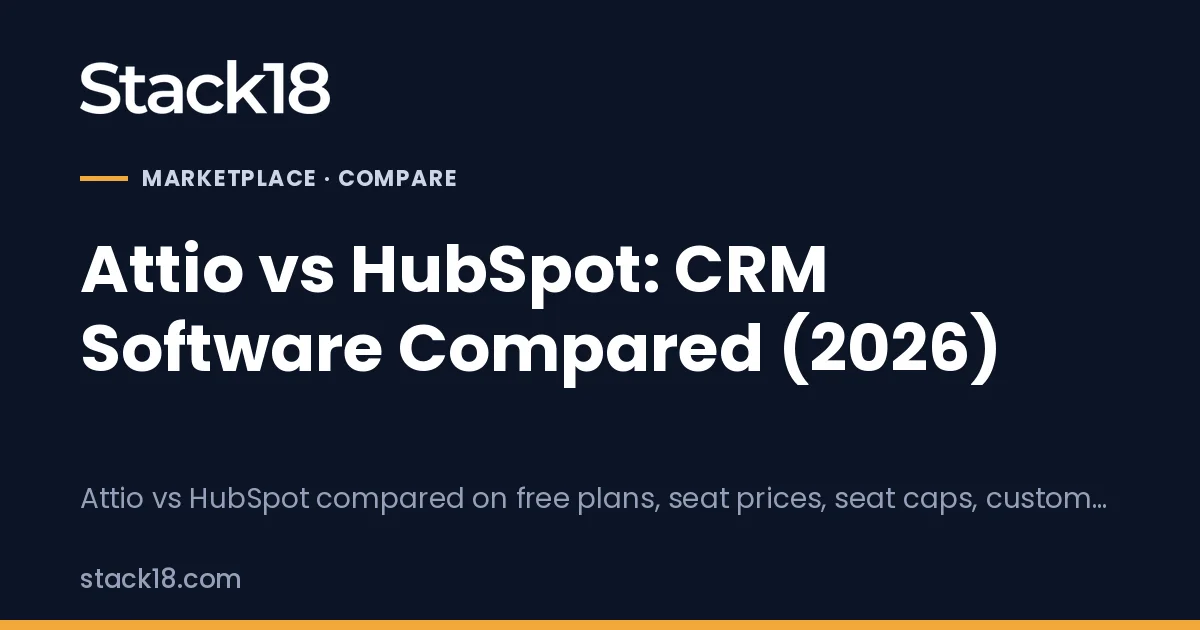 Stack18
MARKETPLACE · COMPARE
Attio vs HubSpot: CRM
Software Compared (2026)
Attio vs HubSpot compared on free plans, seat prices, seat caps, custom...
stack18.com